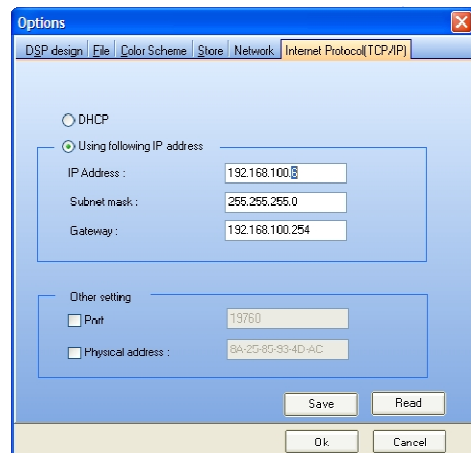 Options
DSP design File Color Scheme Store Network Internet Protocol(TCP/IP)
DHCP
Using following IP address
IP Address : 192.168.100.6
Subnet mask : 255.255.255.0
Gateway : 192.168.100.254
Other setting
Port 19760
Physical address : 8A-25-85-93-4D-AC
Save Read
Ok Cancel